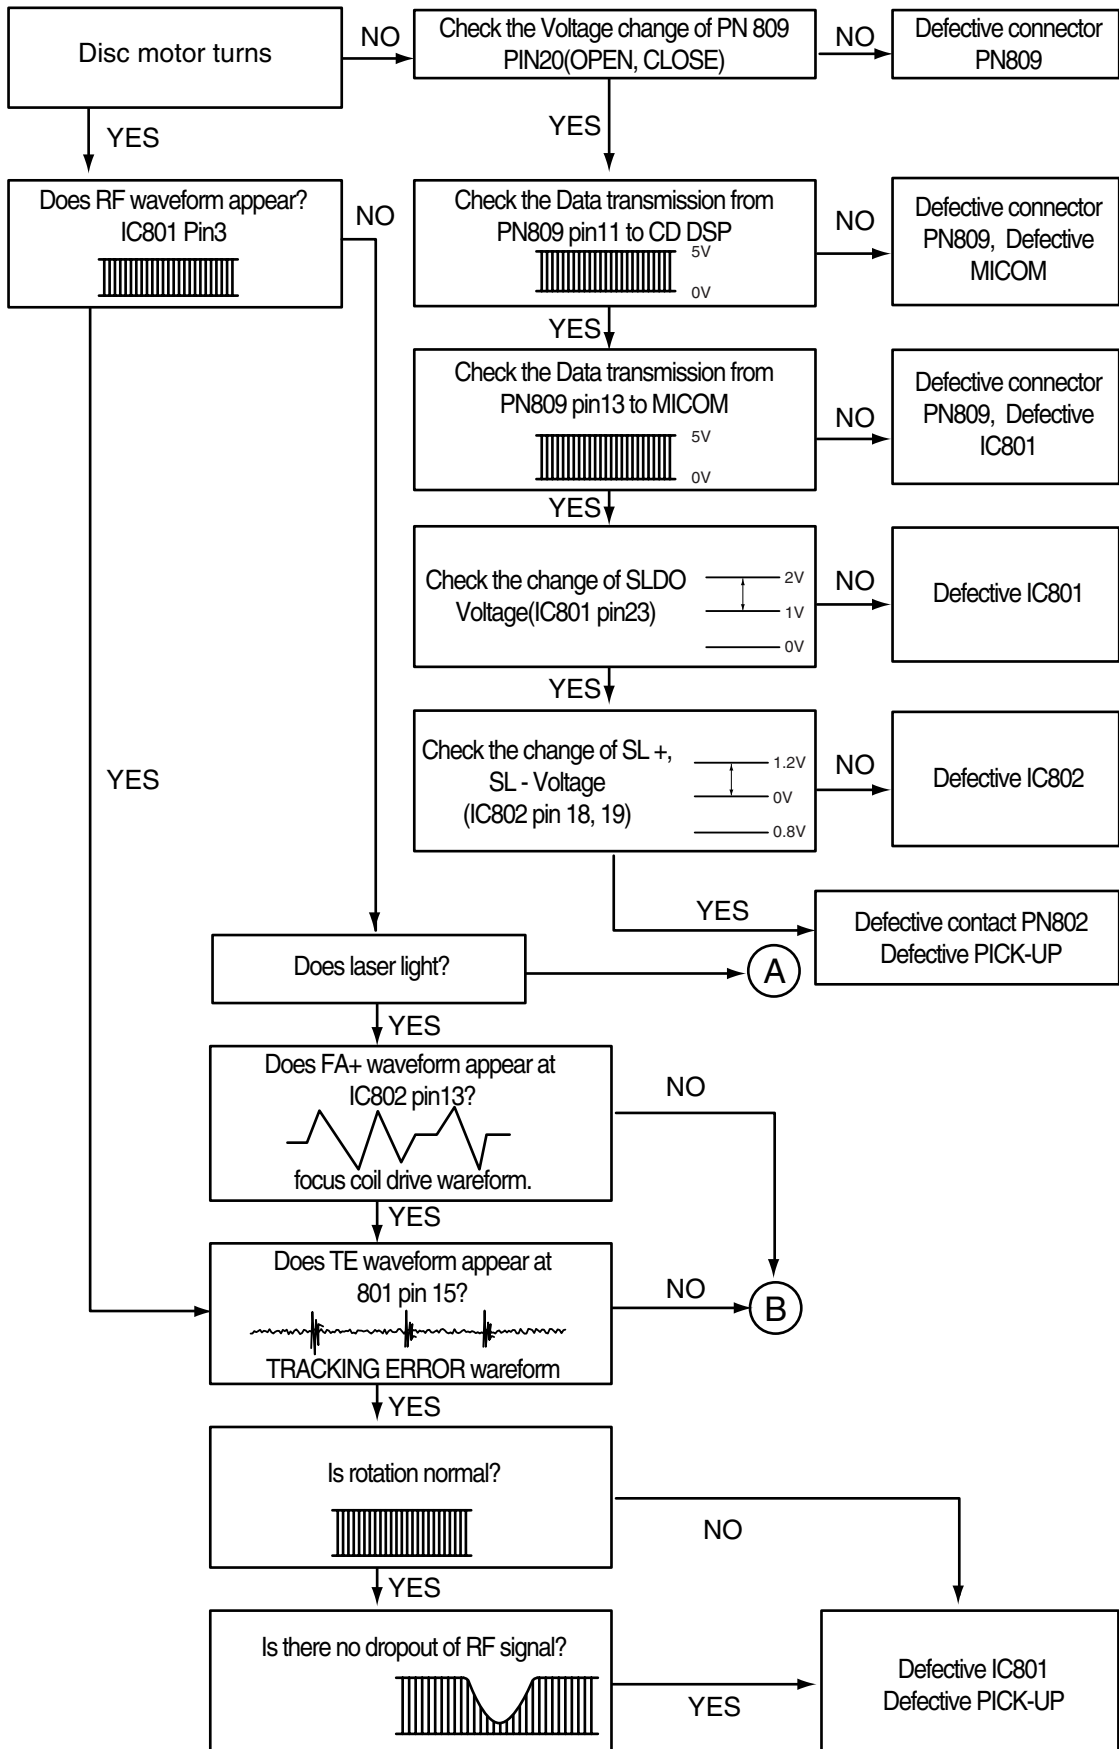 Disc motor turns
NO
Check the Voltage change of PN 809
PIN20(OPEN, CLOSE)
NO
Defective connector
PN809
YES
YES
Does RF waveform appear?
IC801 Pin3
NO
Check the Data transmission from
PN809 pin11 to CD DSP
5V
0V
NO
Defective connector
PN809, Defective
MICOM
YES
Check the Data transmission from
PN809 pin13 to MICOM
5V
0V
NO
Defective connector
PN809, Defective
IC801
YES
Check the change of SLDO
Voltage(IC801 pin23)
2V
1V
0V
NO
Defective IC801
YES
Check the change of SL +,
SL - Voltage
(IC802 pin 18, 19)
1.2V
0V
0.8V
NO
Defective IC802
YES
YES
Defective contact PN802
Defective PICK-UP
Does laser light?
A
YES
Does FA+ waveform appear at
IC802 pin13?
focus coil drive wareform.
NO
YES
Does TE waveform appear at
801 pin 15?
TRACKING ERROR wareform
NO
B
YES
Is rotation normal?
NO
YES
Is there no dropout of RF signal?
YES
Defective IC801
Defective PICK-UP